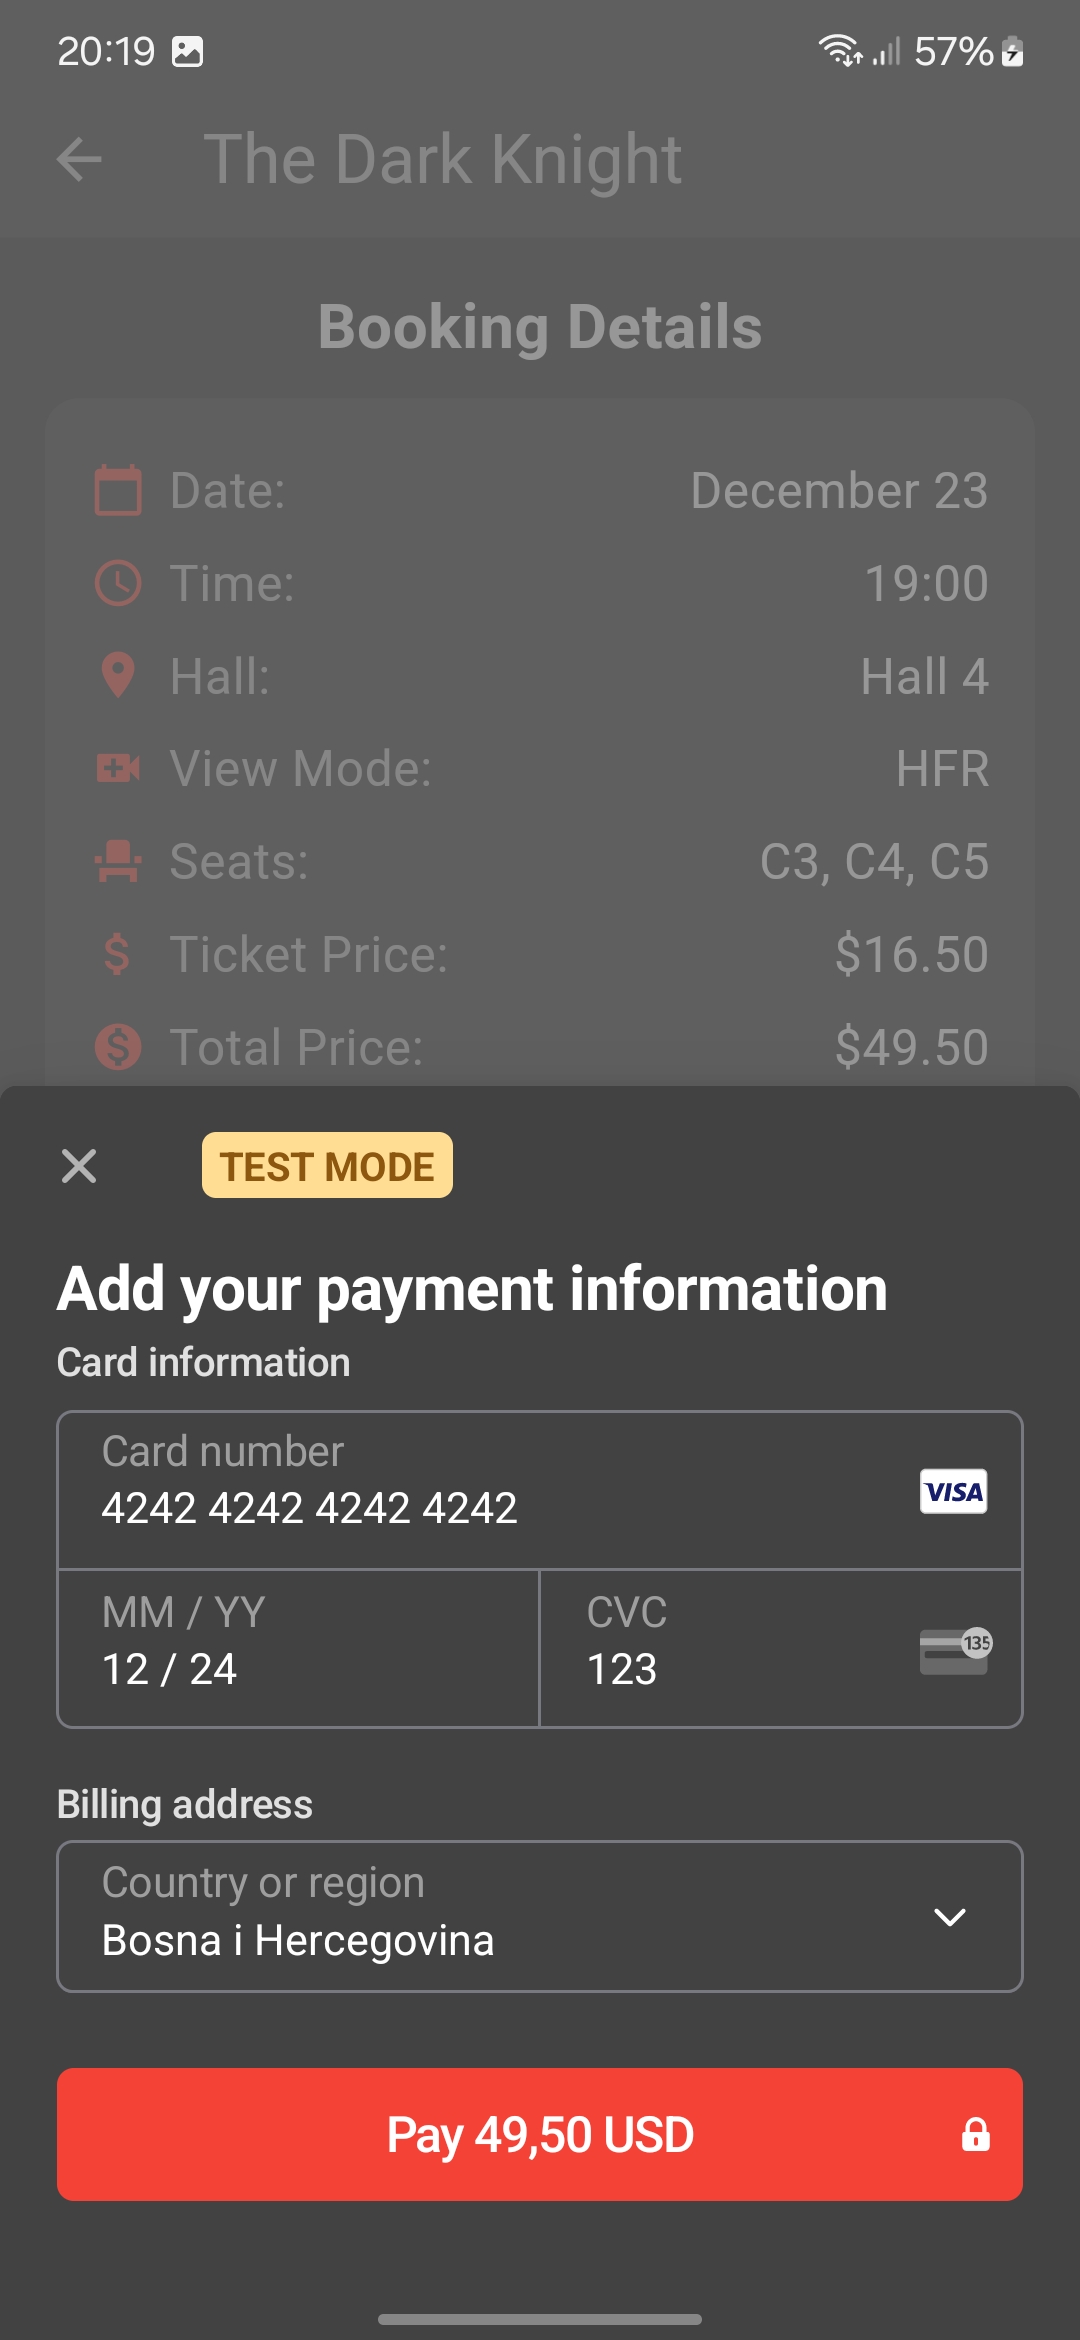 20:19 57%
The Dark Knight
Booking Details
Date: December 23
Time: 19:00
Hall: Hall 4
View Mode: HFR
Seats: C3, C4, C5
$ Ticket Price: $16.50
$ Total Price: $49.50
TEST MODE
Add your payment information
Card information
Card number
4242 4242 4242 4242 VISA
MM / YY CVC
12 / 24 123 135
Billing address
Country or region
Bosna i Hercegovina
Pay 49,50 USD